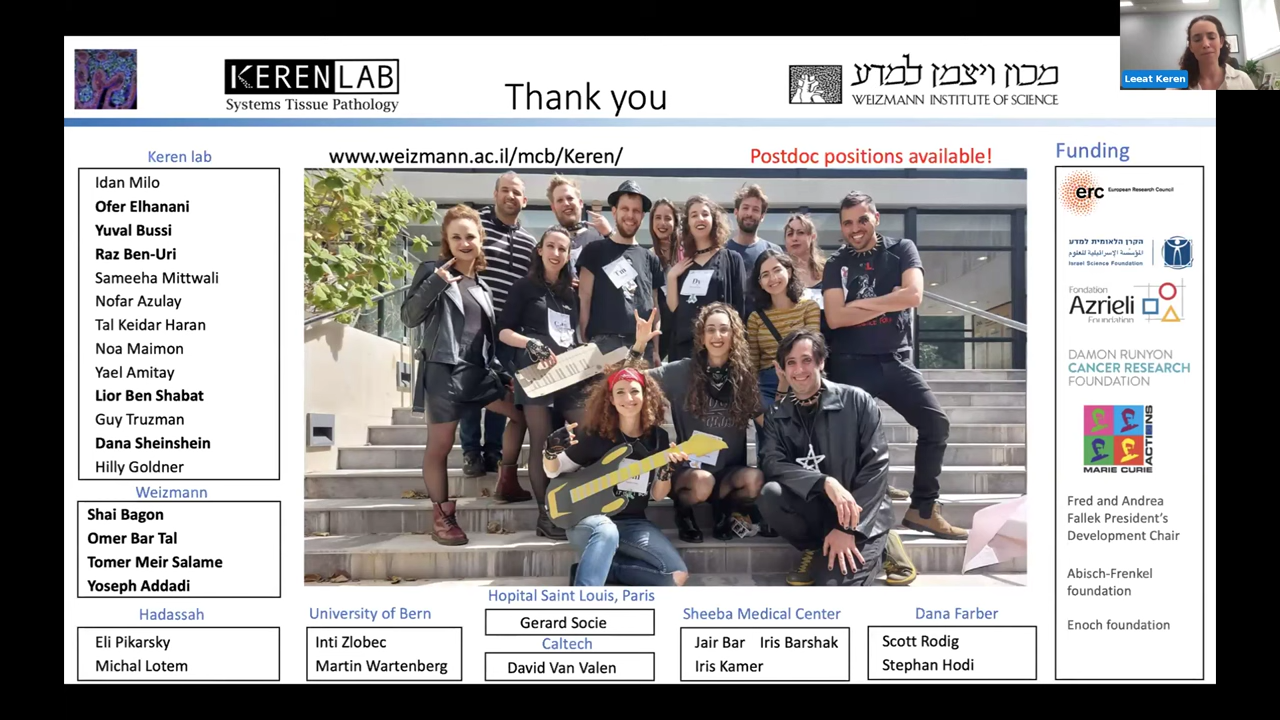 KEREN LAB
Systems Tissue Pathology
Thank you
מכון ויצמן למדע
WEIZMANN INSTITUTE OF SCIENCE
Leeat Keren
Keren lab
Idan Milo
Ofer Elhanani
Yuval Bussi
Raz Ben-Uri
Sameeha Mittwali
Nofar Azulay
Tal Keidar Haran
Noa Maimon
Yael Amitay
Lior Ben Shabat
Guy Truzman
Dana Sheinshein
Hilly Goldner
Weizmann
Shai Bagon
Omer Bar Tal
Tomer Meir Salame
Yoseph Addadi
Hadassah
Eli Pikarsky
Michal Lotem
www.weizmann.ac.il/mcb/Keren/
Postdoc positions available!
University of Bern
Inti Zlobec
Martin Wartenberg
Hopital Saint Louis, Paris
Gerard Socie
Caltech
David Van Valen
Sheeba Medical Center
Jair Bar Iris Barshak
Iris Kamer
Dana Farber
Scott Rodig
Stephan Hodi
Funding
erc European Research Council
הקרן הלאומית למדע
المؤسسة الإسرائيلية للعلوم
Israel Science Foundation
Fondation
Azrieli
Foundation
DAMON RUNYON
CANCER RESEARCH
FOUNDATION
MARIE CURIE
ACTIONS
Fred and Andrea
Fallek President's
Development Chair
Abisch-Frenkel
foundation
Enoch foundation